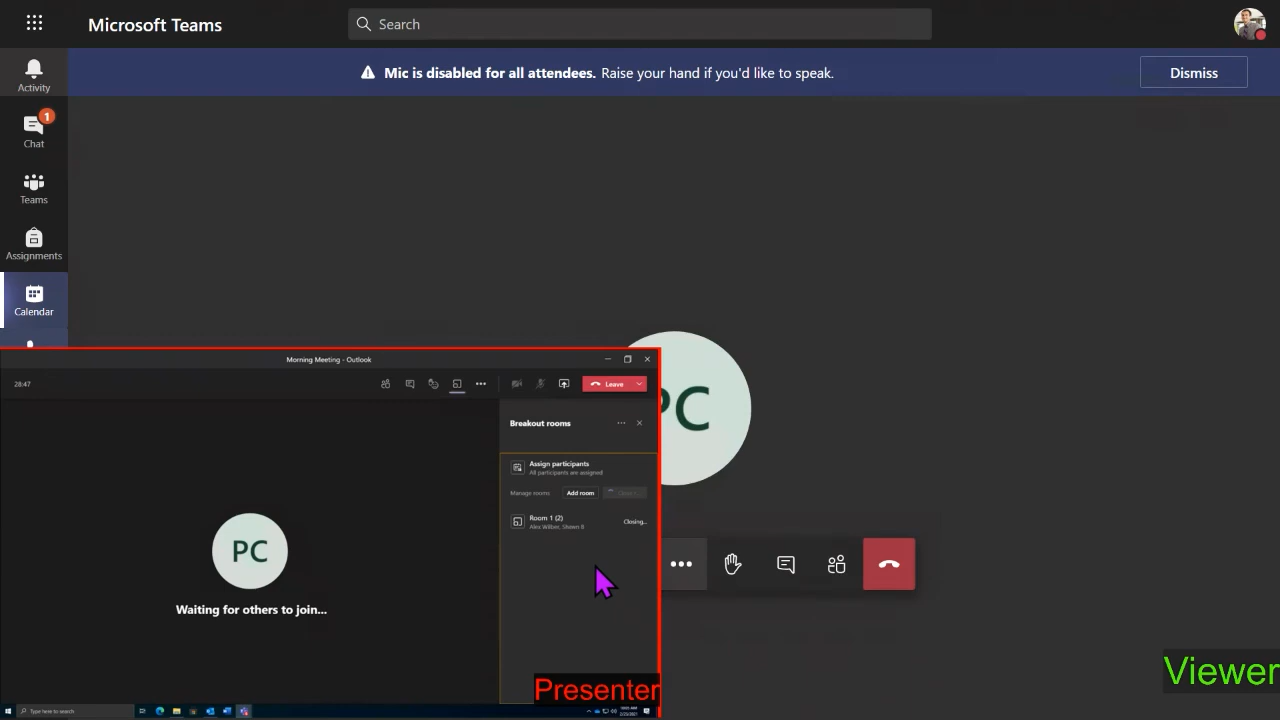 Microsoft Teams
Search
Mic is disabled for all attendees. Raise your hand if you'd like to speak.
Dismiss
Activity
1
Chat
Teams
Assignments
Calendar
PC
Morning Meeting - Outlook
28:47
Leave
Breakout rooms
Assign participants
All participants are assigned
Manage rooms
Add room
Room 1 (2)
Closing...
PC
Waiting for others to join...
Presenter
Viewer
Type here to search